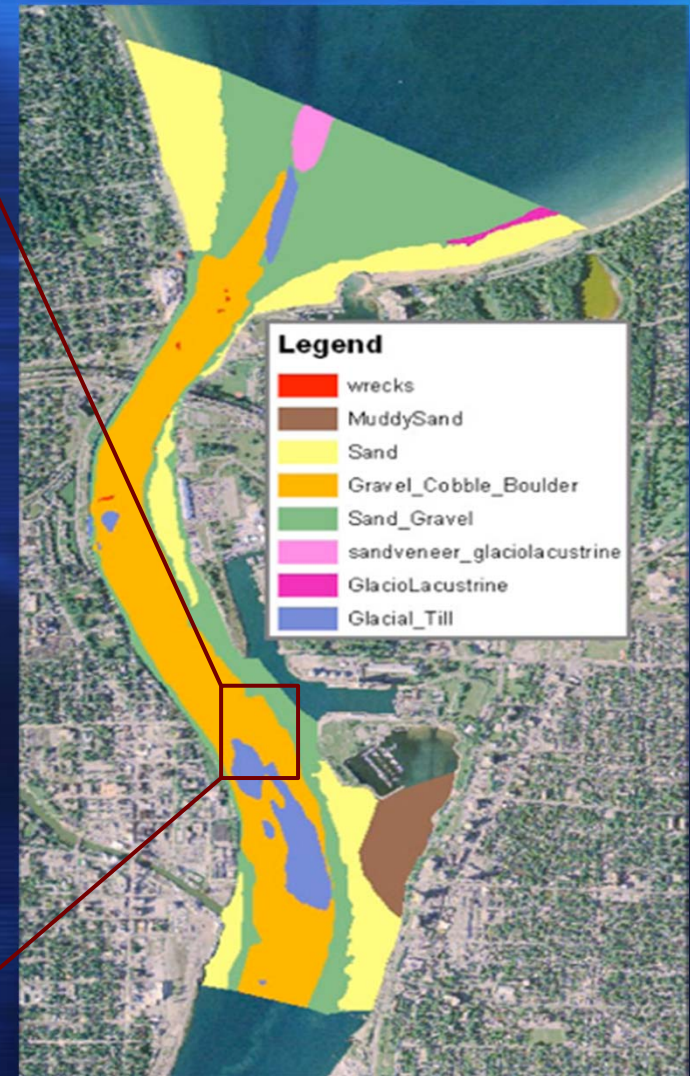 Legend
wrecks
MuddySand
Sand
Gravel_Cobble_Boulder
Sand_Gravel
sandveneer_glaciolacustrine
GlacioLacustrine
Glacial_Till